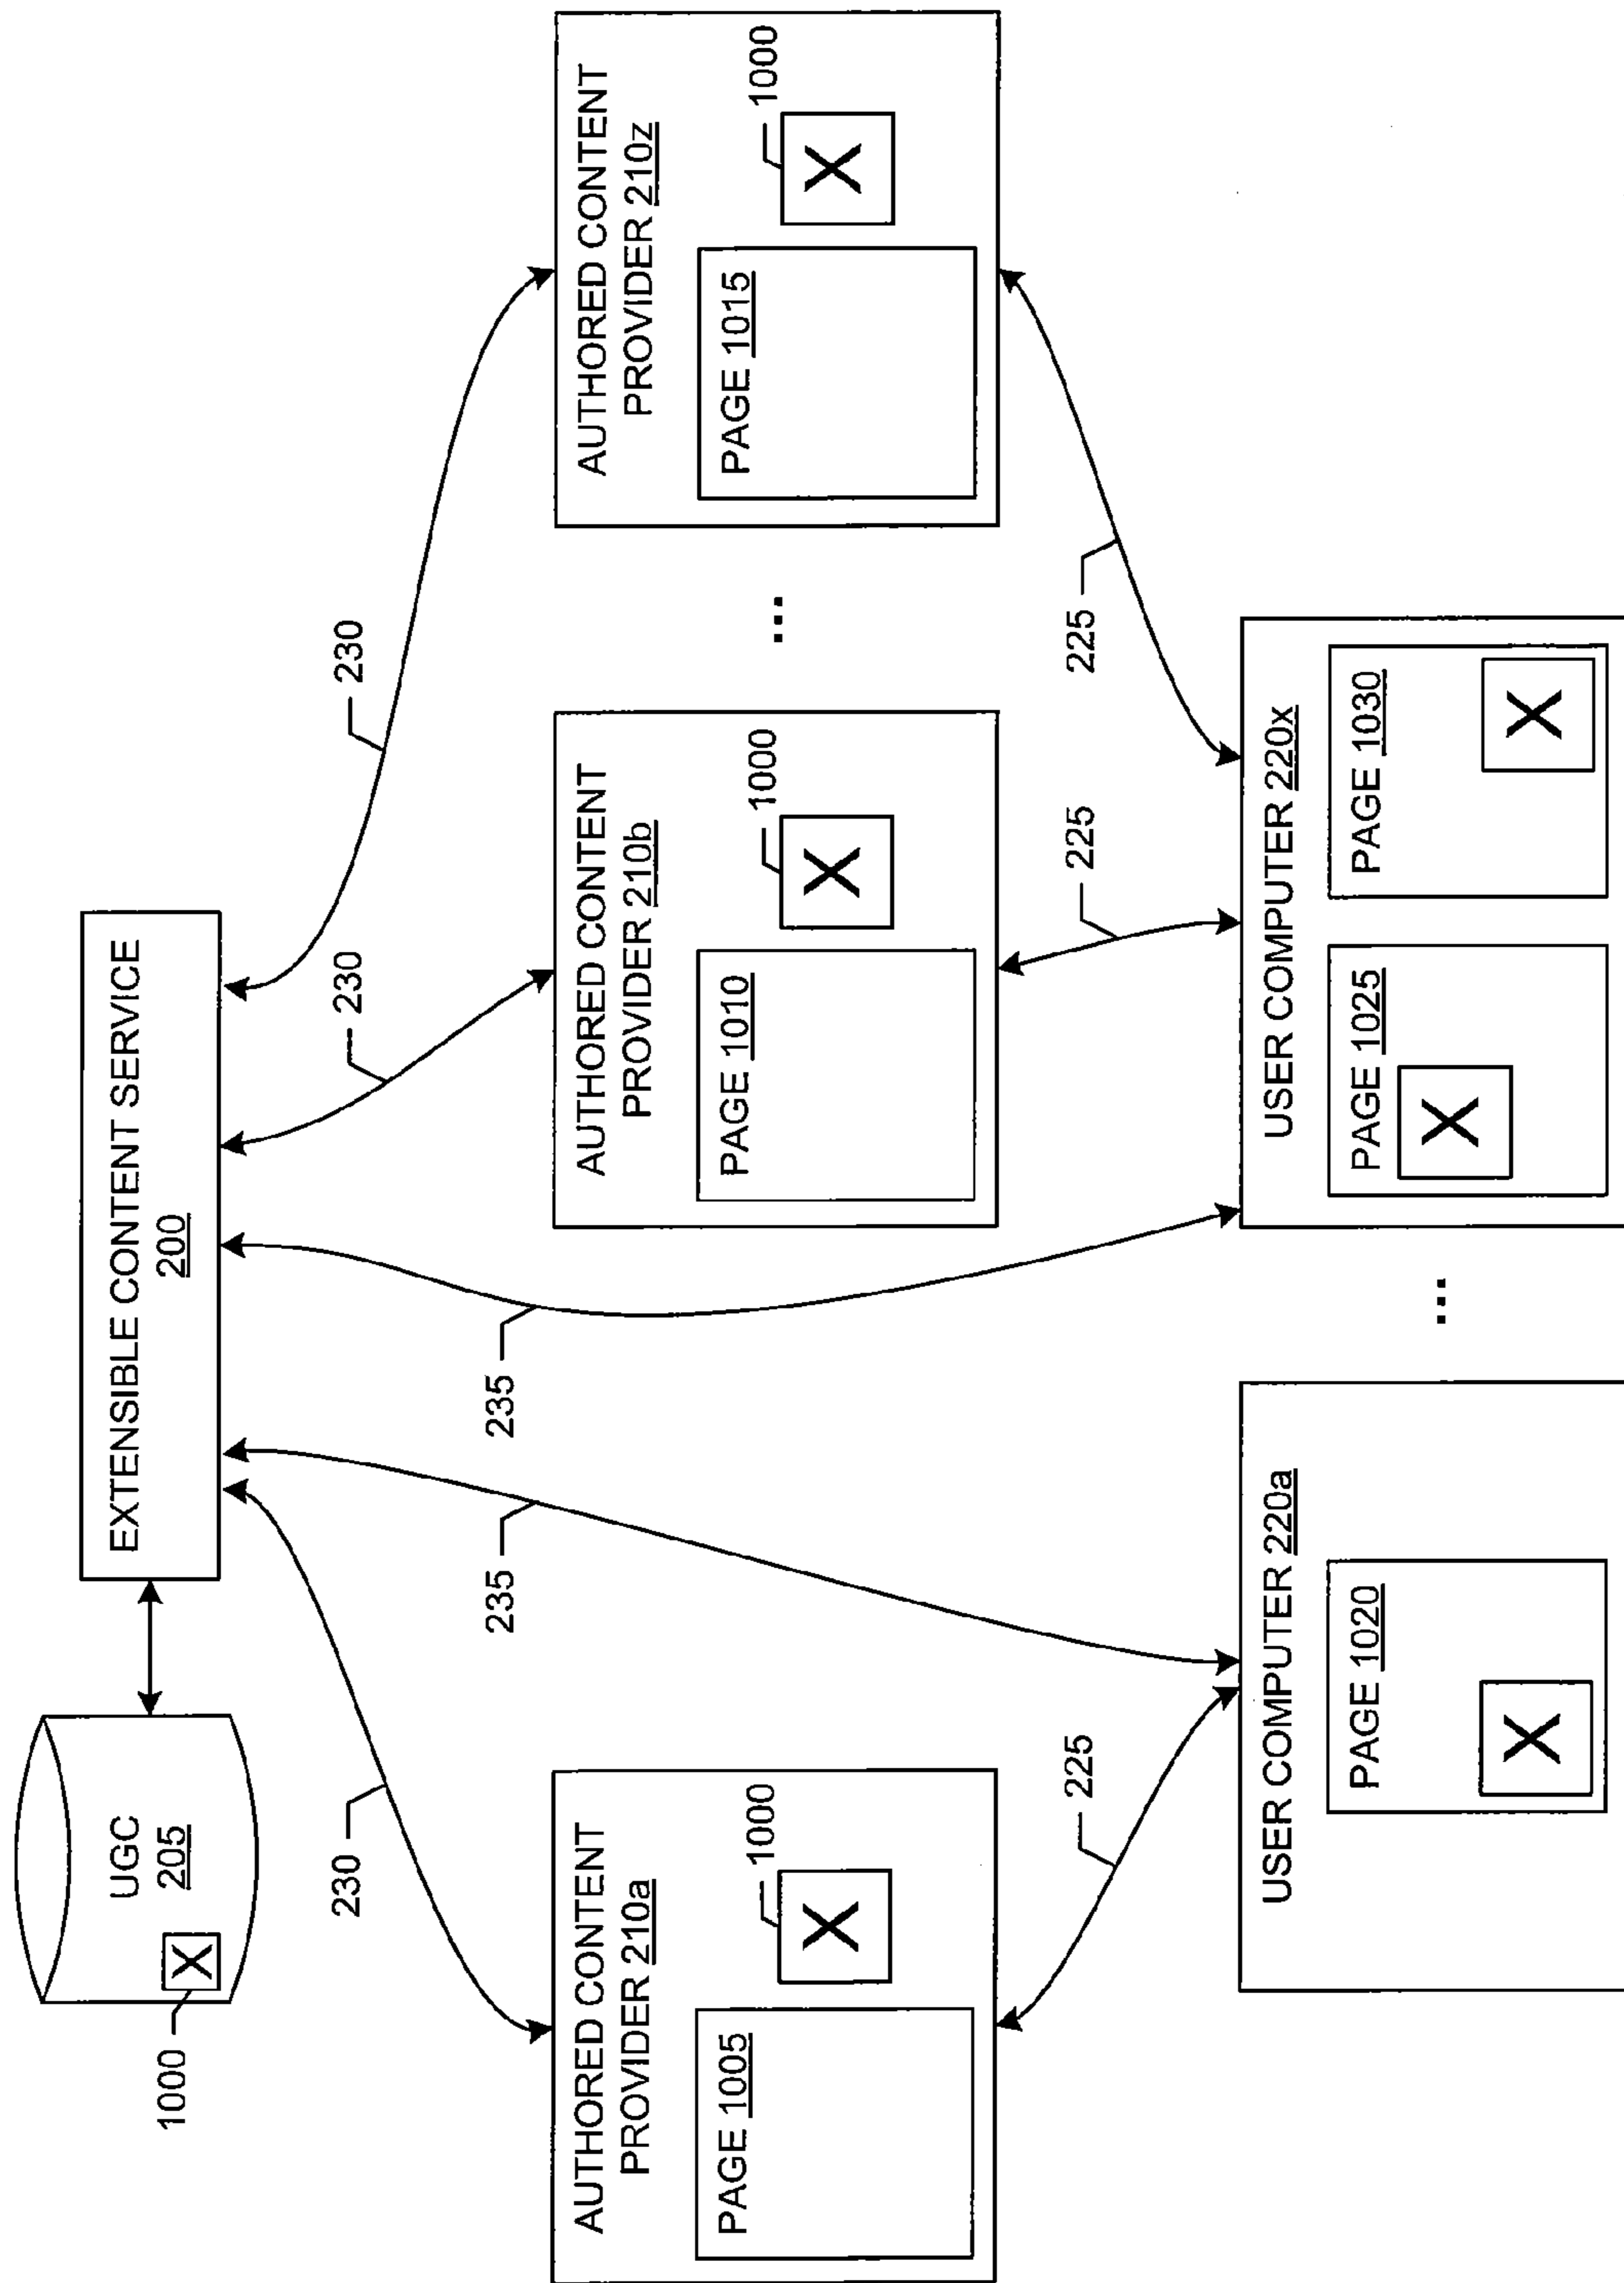 UGC
205
1000
X
EXTENSIBLE CONTENT SERVICE
200
230
235
235
230
230
AUTHORED CONTENT
PROVIDER 210a
PAGE 1005
1000
X
AUTHORED CONTENT
PROVIDER 210b
PAGE 1010
1000
X
...
AUTHORED CONTENT
PROVIDER 210z
PAGE 1015
1000
X
225
225
225
USER COMPUTER 220a
PAGE 1020
X
...
USER COMPUTER 220x
PAGE 1025
X
PAGE 1030
X